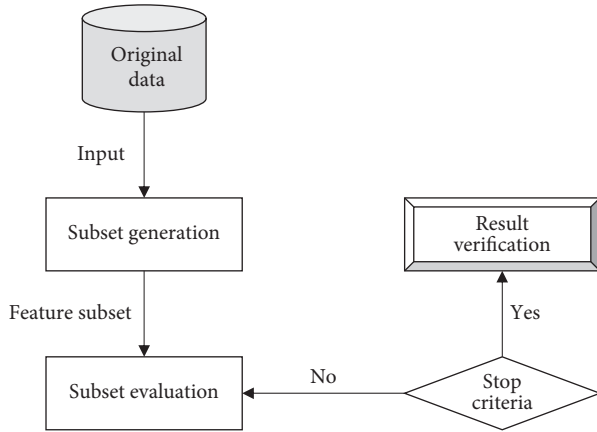 Original
data
Input
Subset generation
Feature subset
Subset evaluation
No
Stop
criteria
Yes
Result
verification